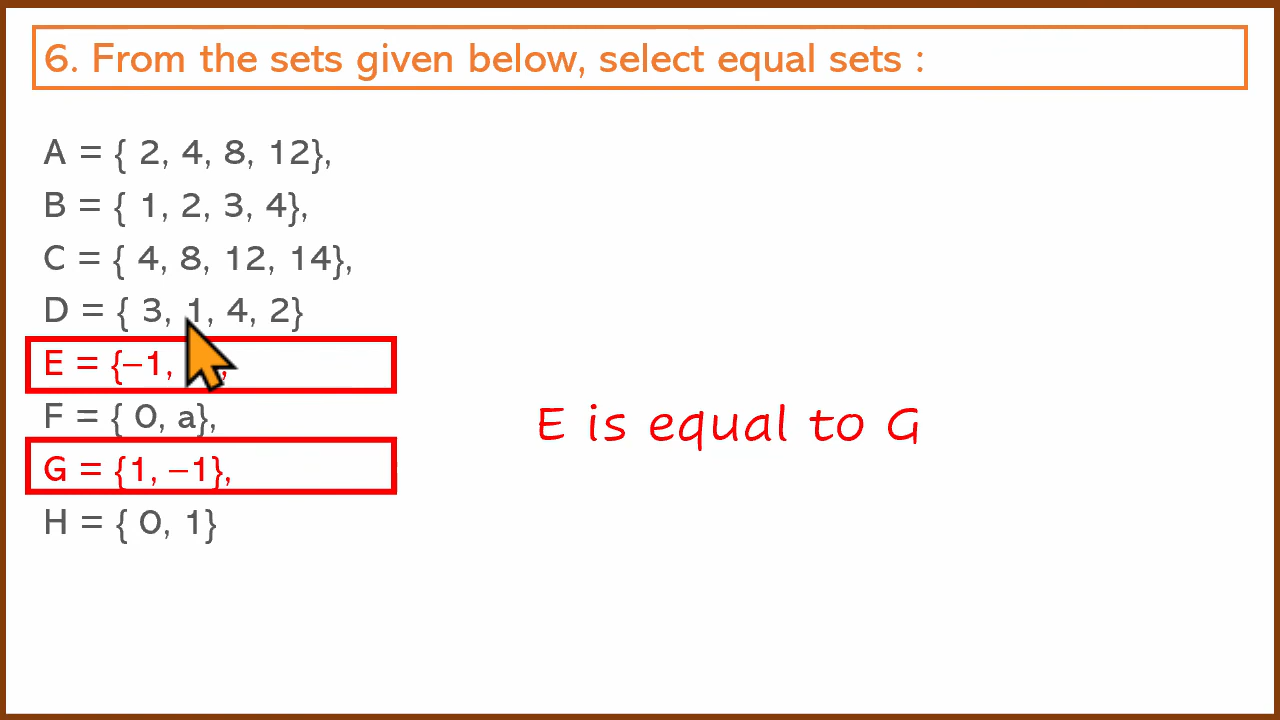 6. From the sets given below, select equal sets :
A = { 2, 4, 8, 12},
B = { 1, 2, 3, 4},
C = { 4, 8, 12, 14},
D = { 3, 1, 4, 2}
E = {−1,
F = { 0, a},
E is equal to G
G = {1, −1},
H = { 0, 1}